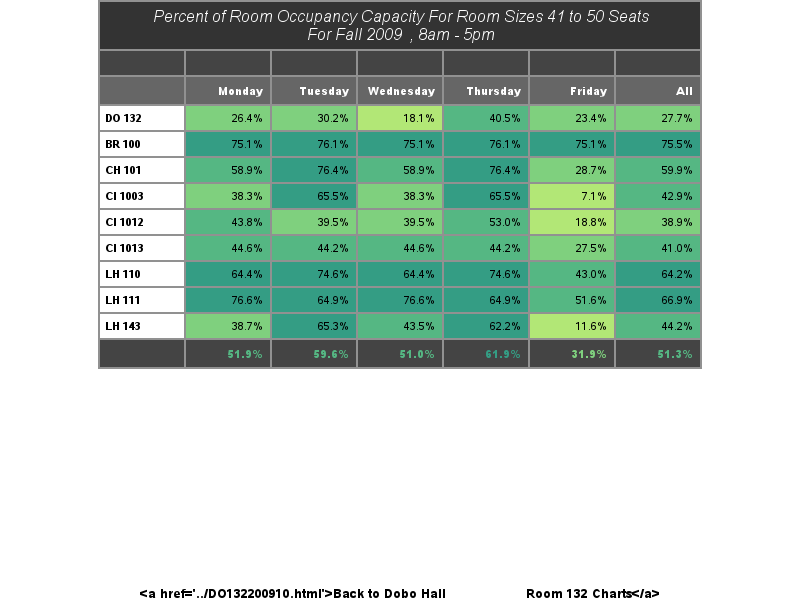 Percent of Room Occupancy Capacity For Room Sizes 41 to 50 Seats
For Fall 2009 , 8am - 5pm
Monday Tuesday Wednesday Thursday Friday All
DO 132 26.4% 30.2% 18.1% 40.5% 23.4% 27.7%
BR 100 75.1% 76.1% 75.1% 76.1% 75.1% 75.5%
CH 101 58.9% 76.4% 58.9% 76.4% 28.7% 59.9%
CI 1003 38.3% 65.5% 38.3% 65.5% 7.1% 42.9%
CI 1012 43.8% 39.5% 39.5% 53.0% 18.8% 38.9%
CI 1013 44.6% 44.2% 44.6% 44.2% 27.5% 41.0%
LH 110 64.4% 74.6% 64.4% 74.6% 43.0% 64.2%
LH 111 76.6% 64.9% 76.6% 64.9% 51.6% 66.9%
LH 143 38.7% 65.3% 43.5% 62.2% 11.6% 44.2%
51.9% 59.6% 51.0% 61.9% 31.9% 51.3%
<a href='../DO132200910.html'>Back to Dobo Hall Room 132 Charts</a>